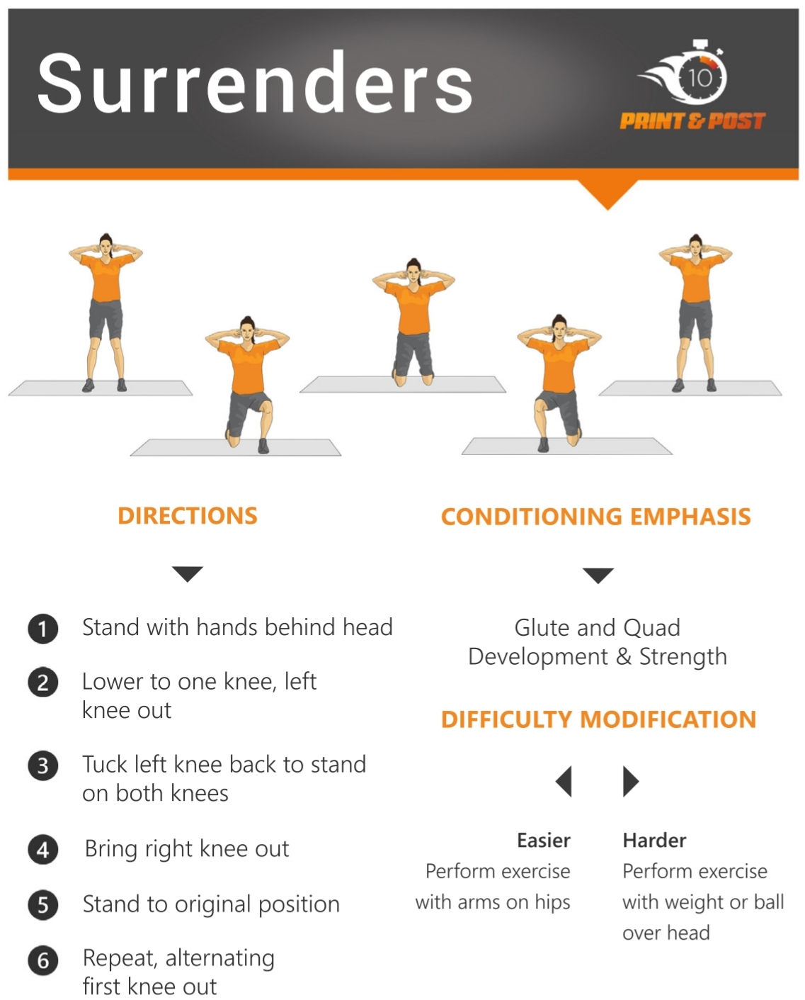 Surrenders
10
PRINT & POST
DIRECTIONS
1 Stand with hands behind head
2 Lower to one knee, left
knee out
3 Tuck left knee back to stand
on both knees
4 Bring right knee out
5 Stand to original position
6 Repeat, alternating
first knee out
CONDITIONING EMPHASIS
Glute and Quad
Development & Strength
DIFFICULTY MODIFICATION
Easier
Perform exercise
with arms on hips
Harder
Perform exercise
with weight or ball
over head